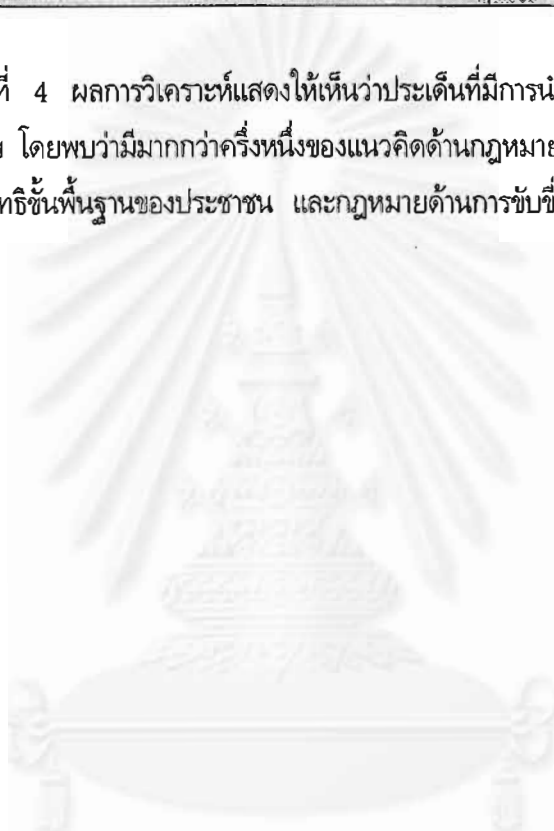 ที่ 4 ผลการวิเคราะห์แสดงให้เห็นว่าประเด็นที่มีการนำ
โดยพบว่ามีมากกว่าครึ่งหนึ่งของแนวคิดด้านกฎหมาย
ทธิขั้นพื้นฐานของประชาชน และกฎหมายด้านการขับขี่